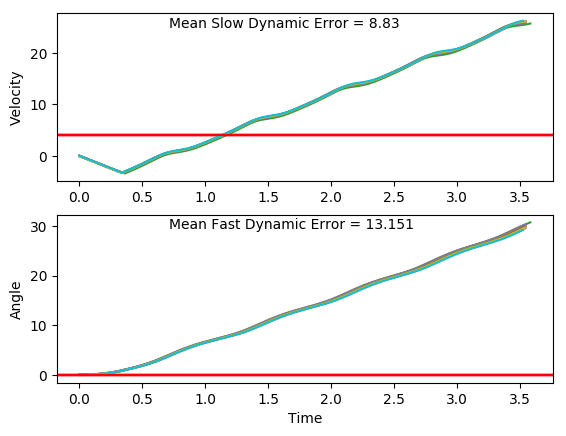 Mean Slow Dynamic Error = 8.83
Velocity
20
10
0
0.0 0.5 1.0 1.5 2.0 2.5 3.0 3.5
Mean Fast Dynamic Error = 13.151
Angle
30
20
10
0
0.0 0.5 1.0 1.5 2.0 2.5 3.0 3.5
Time